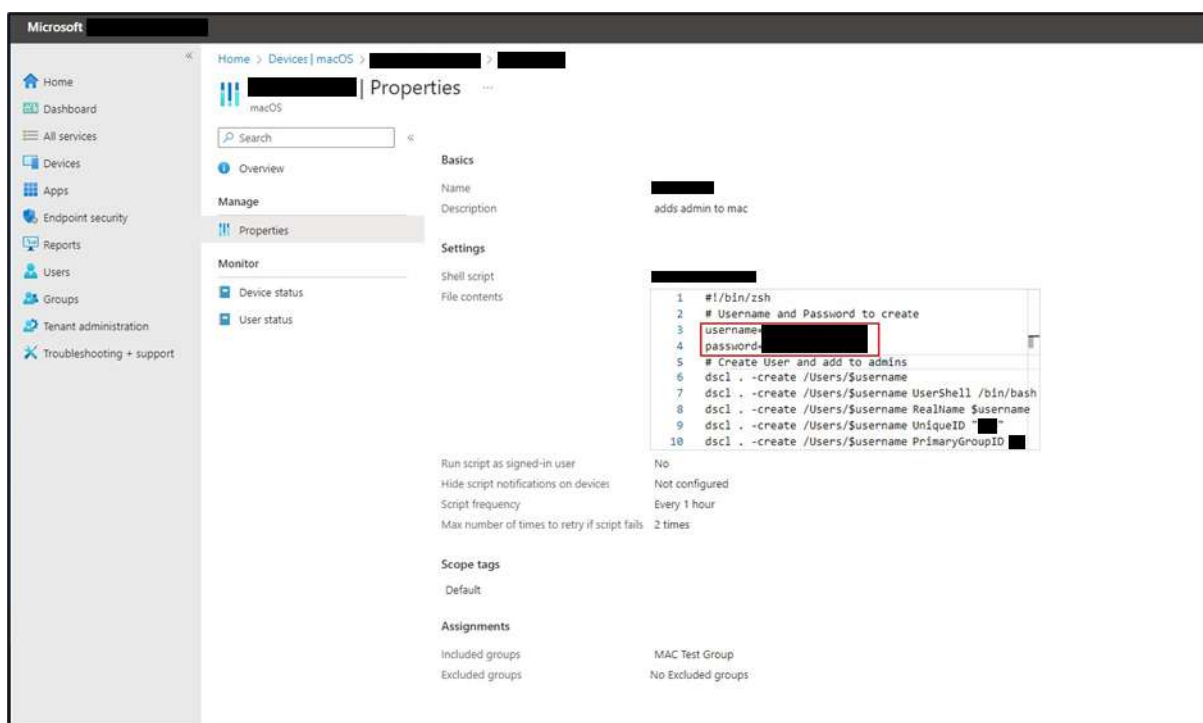 Microsoft
«
Home > Devices | macOS > >
| Properties ...
macOS
Home
Dashboard
All services
Devices
Apps
Endpoint security
Reports
Users
Groups
Tenant administration
Troubleshooting + support
Search «
Overview
Manage
Properties
Monitor
Device status
User status
Basics
Name
Description adds admin to mac
Settings
Shell script
File contents
1 #!/bin/zsh
2 # Username and Password to create
3 username=
4 password=
5 # Create User and add to admins
6 dscl . -create /Users/$username
7 dscl . -create /Users/$username UserShell /bin/bash
8 dscl . -create /Users/$username RealName $username
9 dscl . -create /Users/$username UniqueID " "
10 dscl . -create /Users/$username PrimaryGroupID
Run script as signed-in user No
Hide script notifications on devices Not configured
Script frequency Every 1 hour
Max number of times to retry if script fails 2 times
Scope tags
Default
Assignments
Included groups MAC Test Group
Excluded groups No Excluded groups